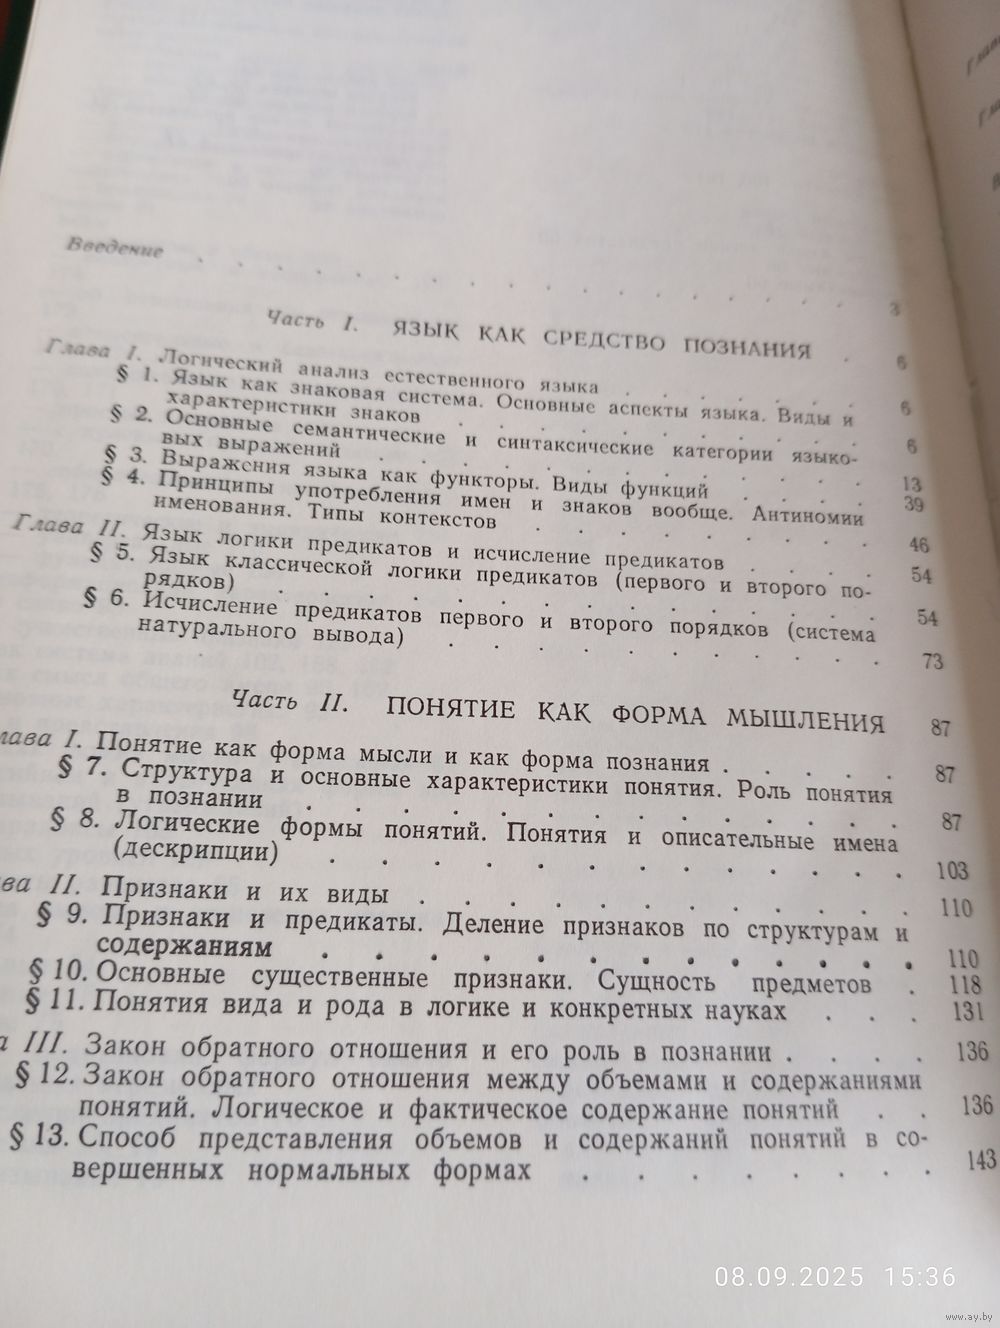 Введение . . . . . . . . . . . . . . . . . 3
Часть I. ЯЗЫК КАК СРЕДСТВО ПОЗНАНИЯ . 6
Глава I. Логический анализ естественного языка . . . . . . 6
§ 1. Язык как знаковая система. Основные аспекты языка. Виды и
характеристики знаков . . . . . . . . . . 6
§ 2. Основные семантические и синтаксические категории языко-
вых выражений . . . . . . . . . . . . 13
§ 3. Выражения языка как функторы. Виды функций . . . . 39
§ 4. Принципы употребления имен и знаков вообще. Антиномии
именования. Типы контекстов . . . . . . . . . 46
Глава II. Язык логики предикатов и исчисление предикатов . . . 54
§ 5. Язык классической логики предикатов (первого и второго по-
рядков) . . . . . . . . . . . . . . 54
§ 6. Исчисление предикатов первого и второго порядков (система
натурального вывода) . . . . . . . . . . . 73
Часть II. ПОНЯТИЕ КАК ФОРМА МЫШЛЕНИЯ 87
лава I. Понятие как форма мысли и как форма познания . . . . . 87
§ 7. Структура и основные характеристики понятия. Роль понятия
в познании . . . . . . . . . . . . . 87
§ 8. Логические формы понятий. Понятия и описательные имена
(дескрипции) . . . . . . . . . . . . 103
ва II. Признаки и их виды . . . . . . . . . . . 110
§ 9. Признаки и предикаты. Деление признаков по структурам и
содержаниям . . . . . . . . . . . . 110
§ 10. Основные существенные признаки. Сущность предметов . 118
§ 11. Понятия вида и рода в логике и конкретных науках . . . 131
а III. Закон обратного отношения и его роль в познании . . . . 136
§ 12. Закон обратного отношения между объемами и содержаниями
понятий. Логическое и фактическое содержание понятий . . 136
§ 13. Способ представления объемов и содержаний понятий в со-
вершенных нормальных формах . . . . . . . 143
08.09.2025 15:36
www.ay.by